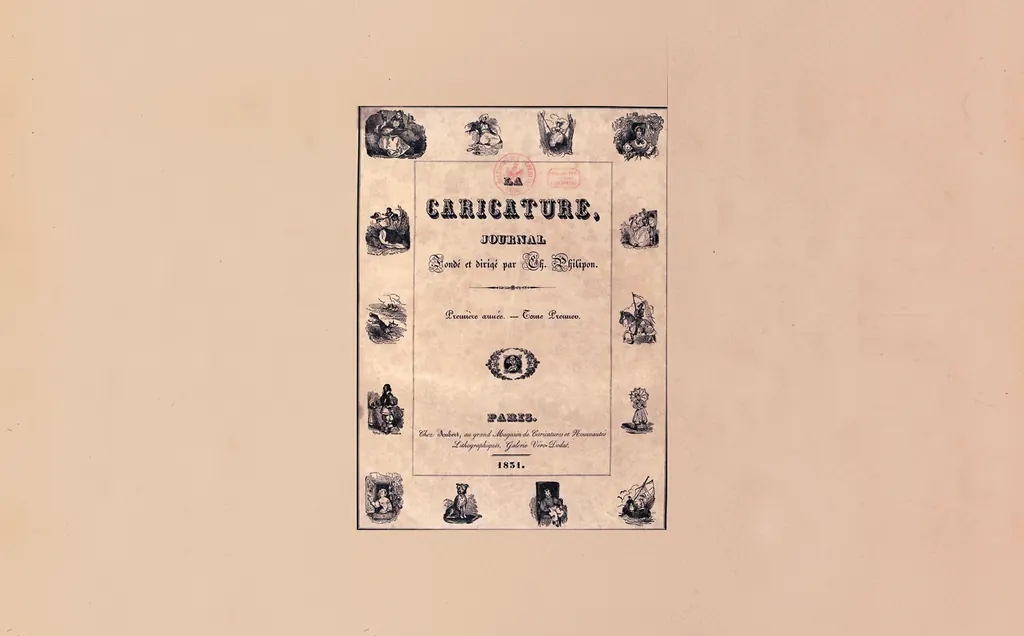 LA
CARICATURE,
JOURNAL
Fondé et dirigé par Ch. Philipon.
Première année. — Tome Premier.
PARIS.
Chez Aubert, au grand Magasin de Caricatures et Nouveautés
Lithographiques, Galerie Véro-Dodat.
1831.